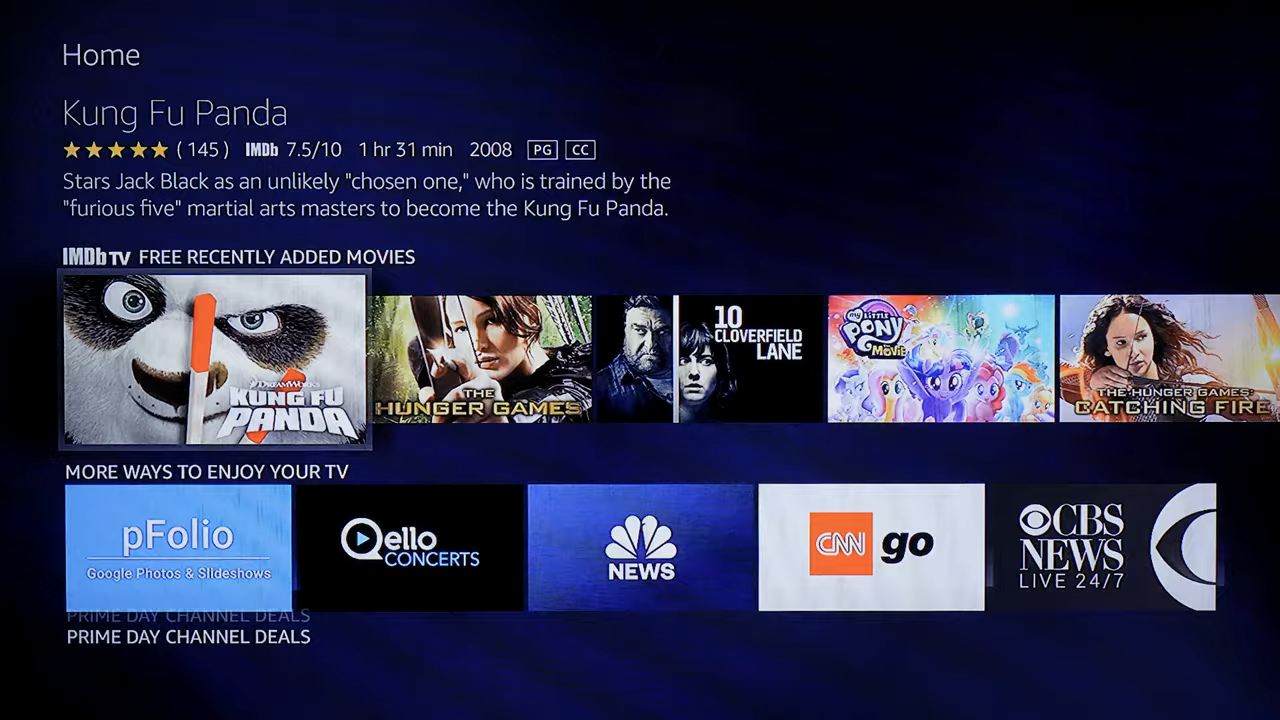 Home
Kung Fu Panda
(145) IMDb 7.5/10 1 hr 31 min 2008 PG CC
Stars Jack Black as an unlikely "chosen one," who is trained by the
"furious five" martial arts masters to become the Kung Fu Panda.
IMDbTV FREE RECENTLY ADDED MOVIES
DREAMWORKS
KUNG FU
PANDA
THE
HUNGER GAMES
10
CLOVERFIELD
LANE
my LiTTLE
PONY
THE MOViE
THE HUNGER GAMES:
CATCHING FIRE
MORE WAYS TO ENJOY YOUR TV
pFolio
Google Photos & Slideshows
Qello
CONCERTS
NEWS
CNN go
CBS
NEWS
LIVE 24/7
PRIME DAY CHANNEL DEALS
PRIME DAY CHANNEL DEALS